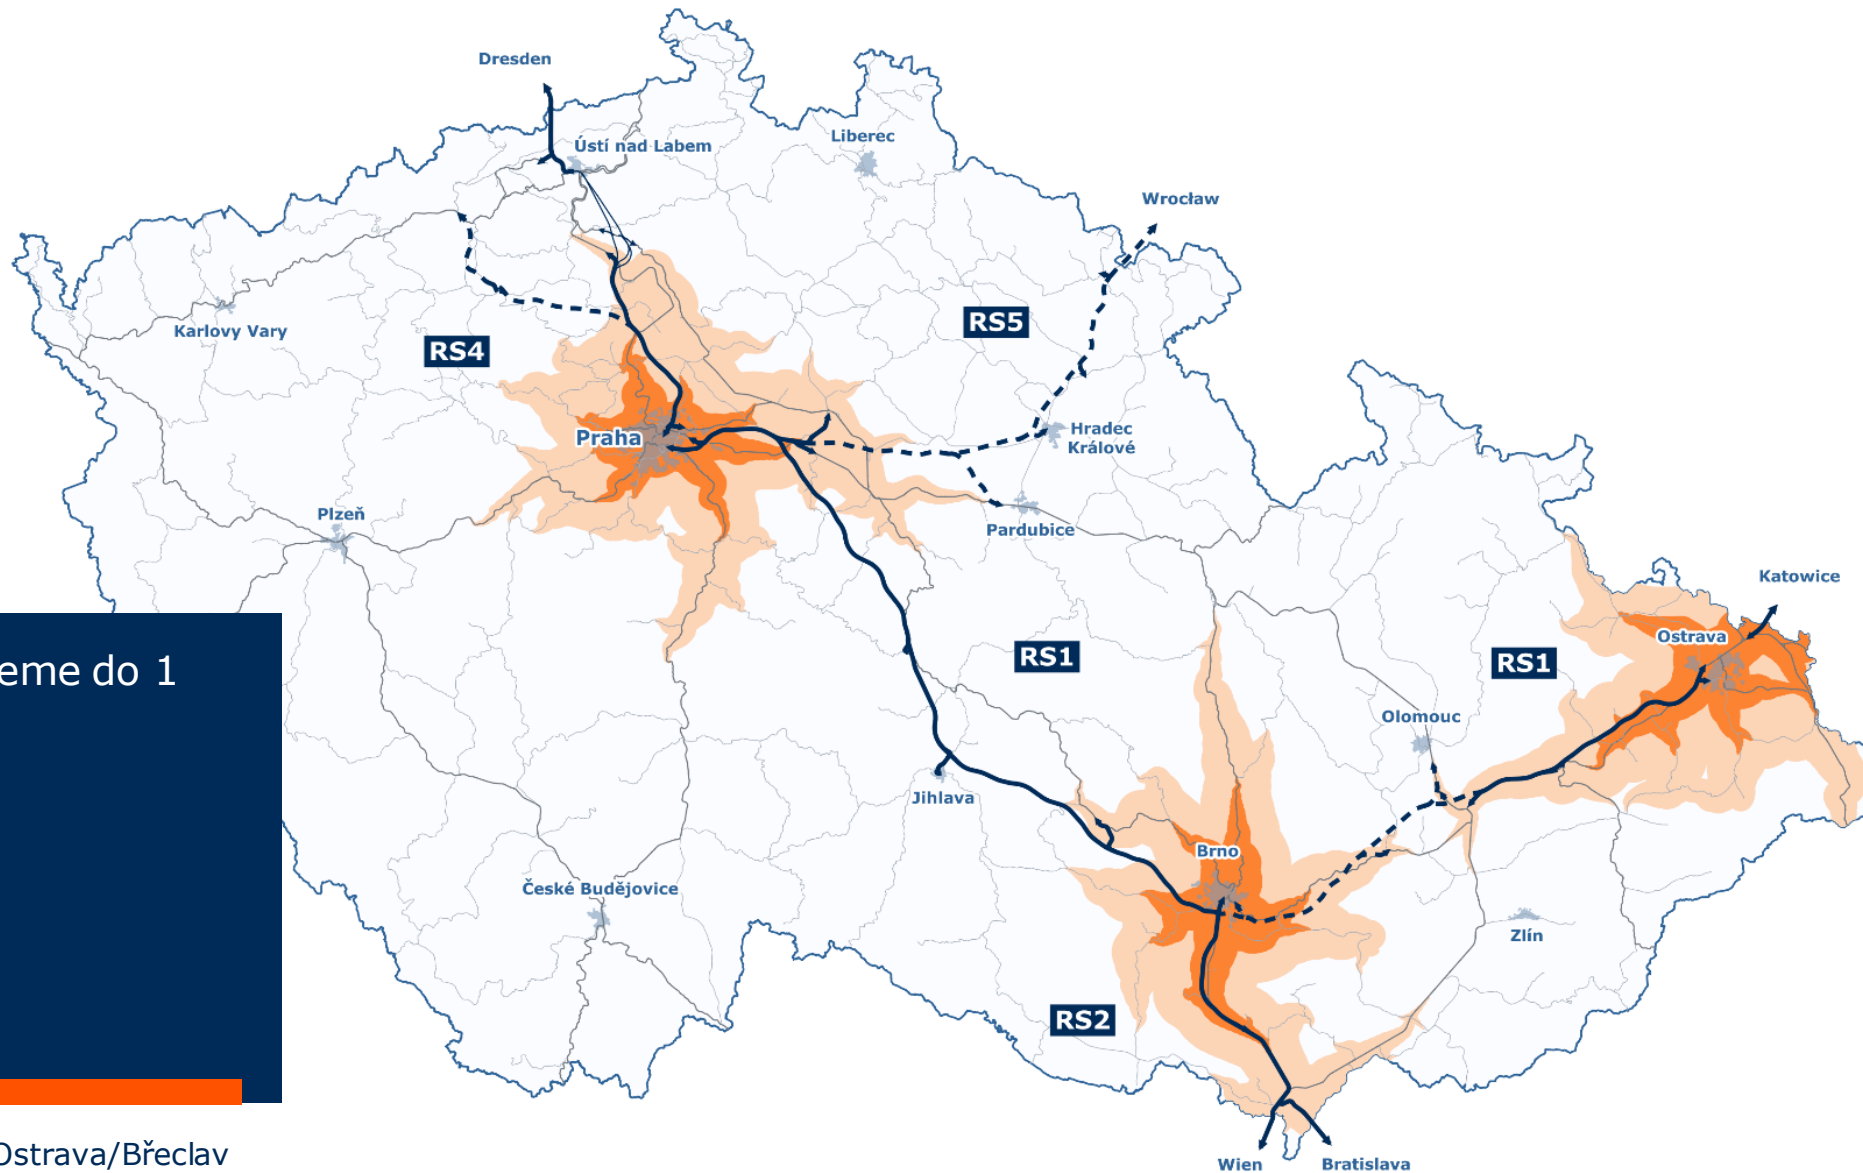 Dresden
Ústí nad Labem
Liberec
Wrocław
Karlovy Vary
RS4
RS5
Praha
Hradec
Králové
Plzeň
Pardubice
Katowice
Ostrava
RS1
RS1
eme do 1
Olomouc
Jihlava
Brno
České Budějovice
Zlín
RS2
Ostrava/Břeclav
Wien
Bratislava